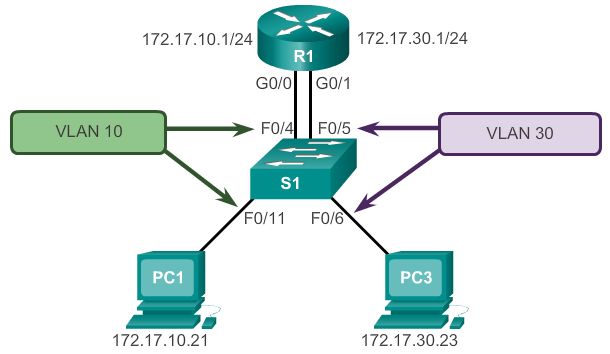 172.17.10.1/24
172.17.30.1/24
R1
G0/0
G0/1
VLAN 10
F0/4
F0/5
VLAN 30
S1
F0/11
F0/6
PC1
PC3
172.17.10.21
172.17.30.23